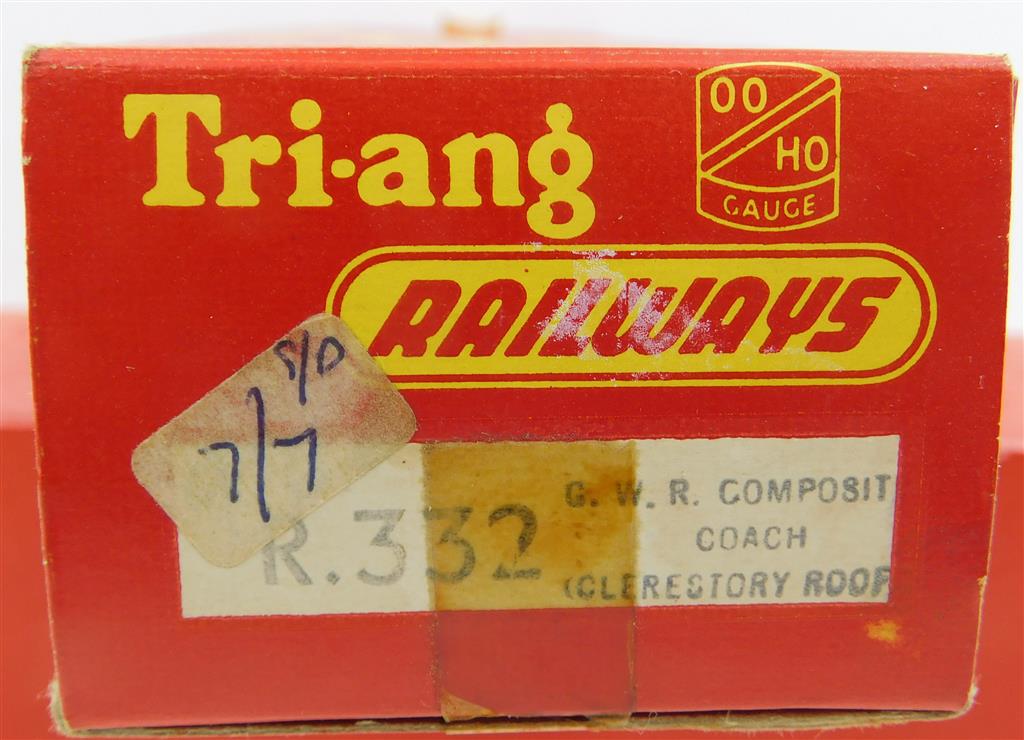 Tri-ang
OO
HO
GAUGE
RAILWAYS
S/D
7/7
R.332
G. W. R. COMPOSIT
COACH
(CLERESTORY ROOF